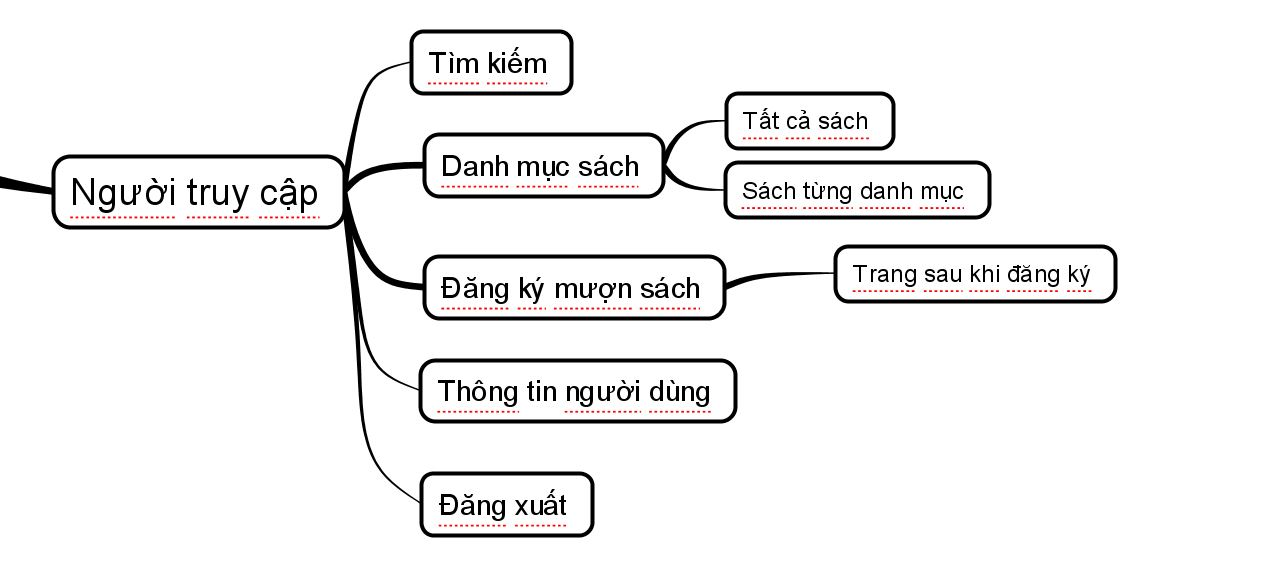 Tìm kiếm
Tất cả sách
Danh mục sách
Sách từng danh mục
Người truy cập
Trang sau khi đăng ký
Đăng ký mượn sách
Thông tin người dùng
Đăng xuất